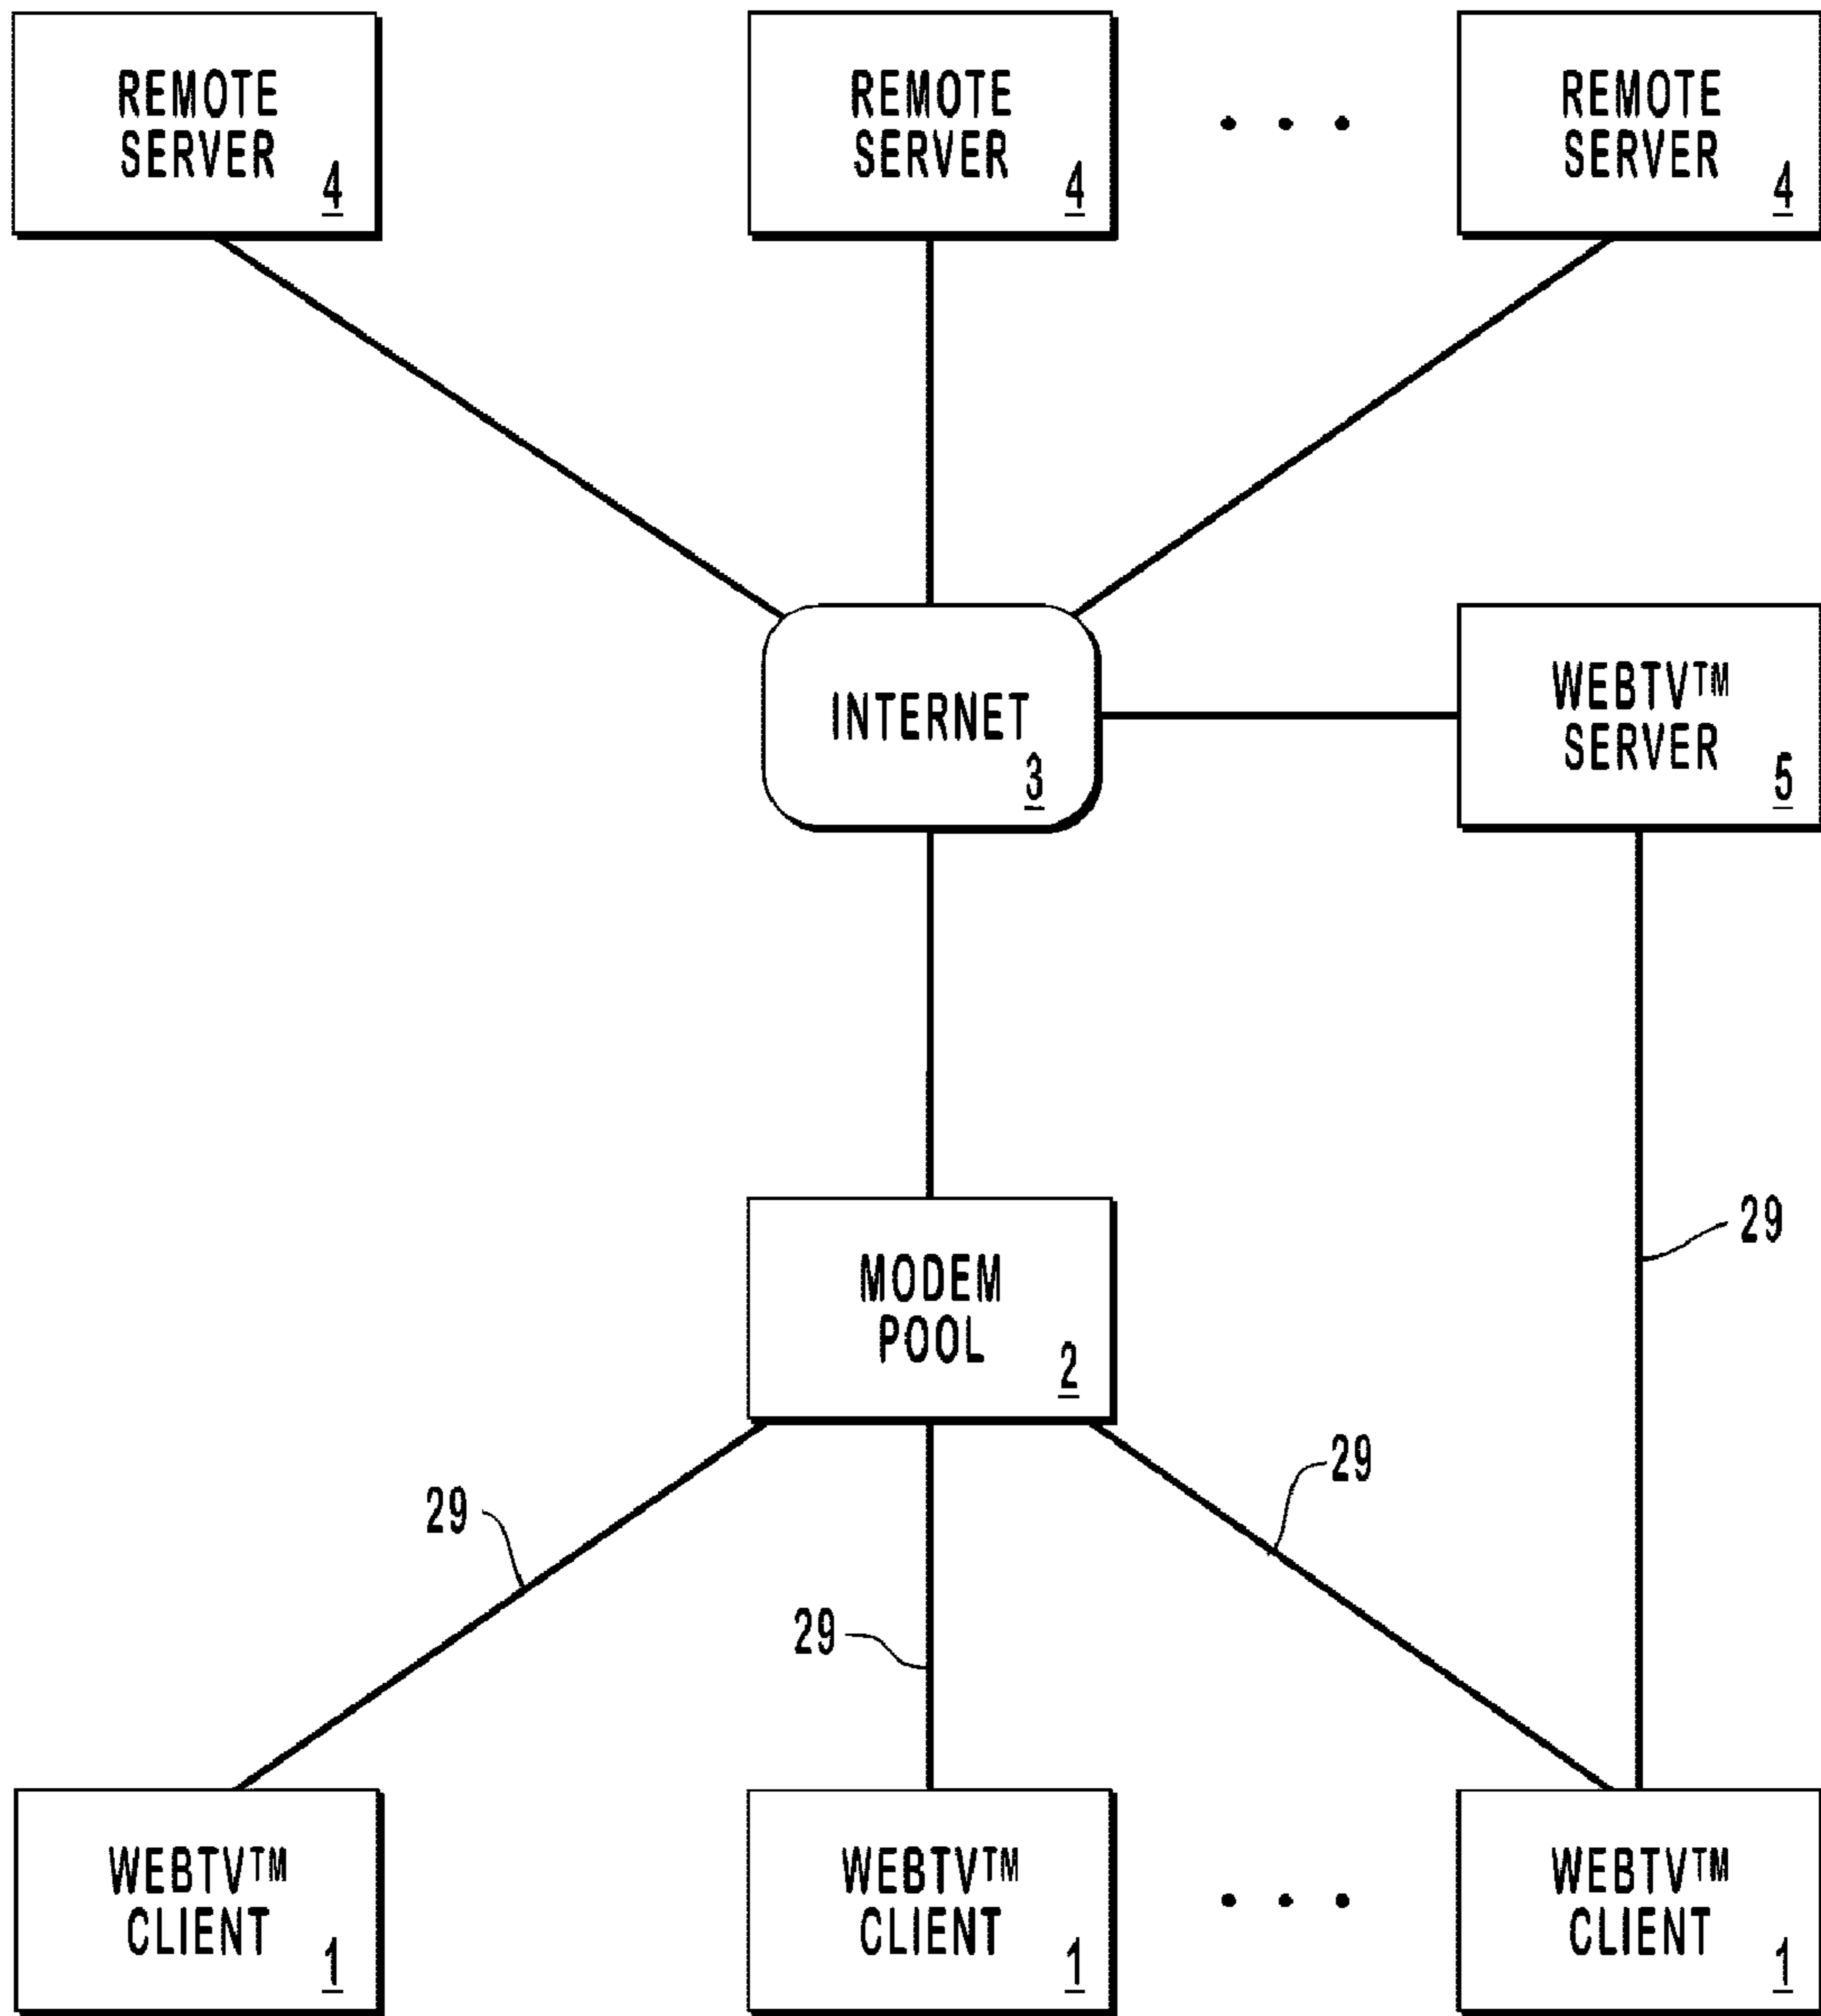 REMOTE
SERVER
4
REMOTE
SERVER
4
• • •
REMOTE
SERVER
4
INTERNET
3
WEBTV™
SERVER
5
29
MODEM
POOL
2
29
29
29
WEBTV™
CLIENT
1
WEBTV™
CLIENT
1
• • •
WEBTV™
CLIENT
1